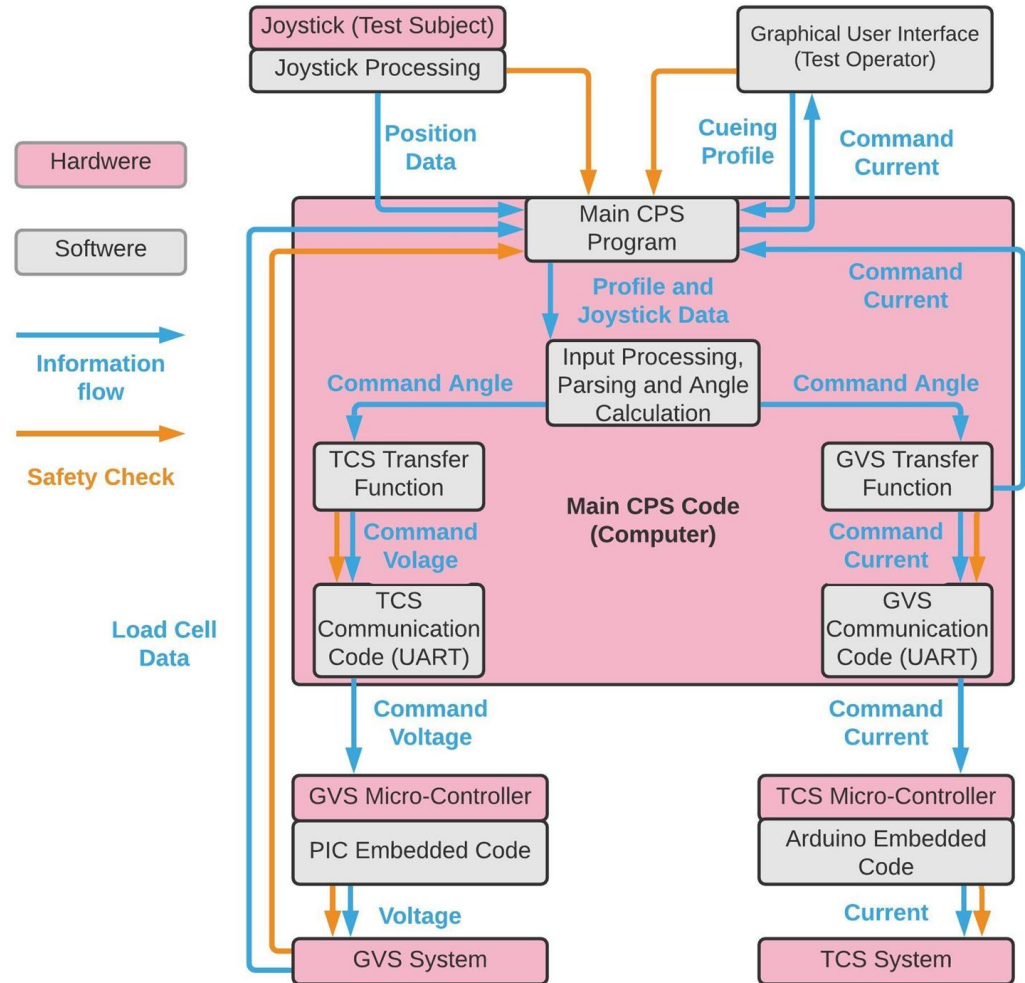 Joystick (Test Subject)
Joystick Processing
Graphical User Interface
(Test Operator)
Position
Data
Cueing
Profile
Command
Current
Hardwere
Softwere
Information
flow
Safety Check
Main CPS
Program
Command
Current
Profile and
Joystick Data
Input Processing,
Parsing and Angle
Calculation
Command Angle
Command Angle
TCS Transfer
Function
GVS Transfer
Function
Main CPS Code
(Computer)
Command
Volage
Command
Current
TCS
Communication
Code (UART)
GVS
Communication
Code (UART)
Load Cell
Data
Command
Voltage
Command
Current
GVS Micro-Controller
PIC Embedded Code
TCS Micro-Controller
Arduino Embedded
Code
Voltage
Current
GVS System
TCS System